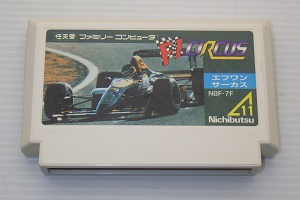 任天堂 ファミリー コンピュータ
F1 CIRCUS
エフワン
サーカス
NBF-7F
11
Nichibutsu